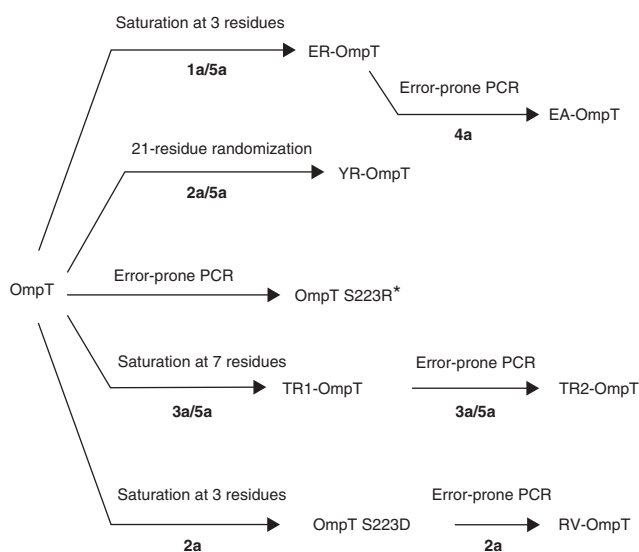 Saturation at 3 residues
1a/5a
ER-OmpT
Error-prone PCR
4a
EA-OmpT
21-residue randomization
2a/5a
YR-OmpT
OmpT
Error-prone PCR
OmpT S223R*
Saturation at 7 residues
3a/5a
TR1-OmpT
Error-prone PCR
3a/5a
TR2-OmpT
Saturation at 3 residues
2a
OmpT S223D
Error-prone PCR
2a
RV-OmpT